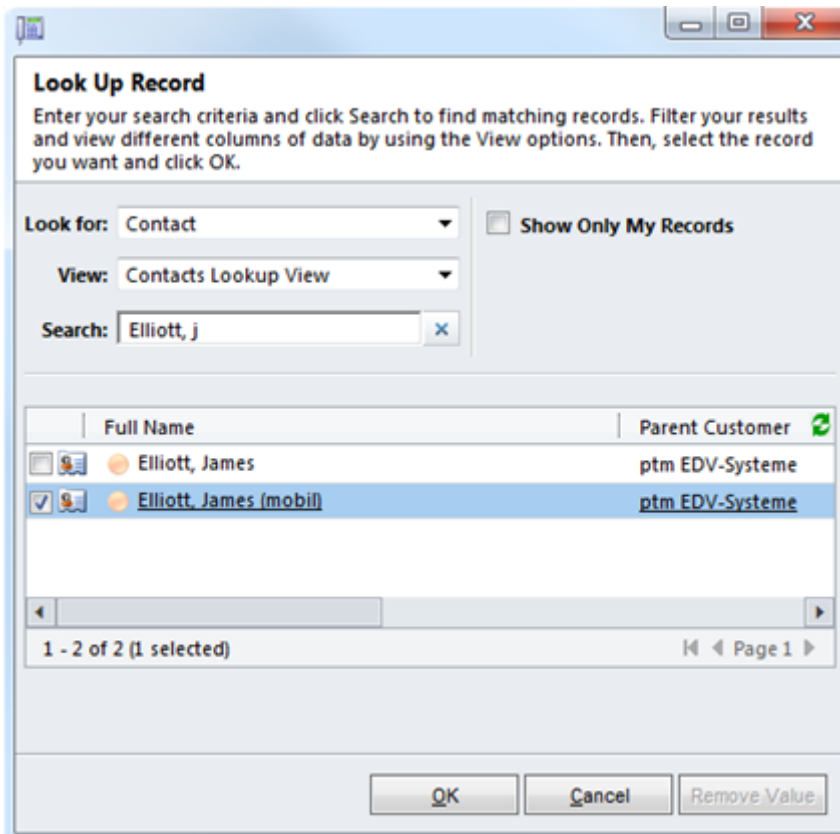 Look Up Record
Enter your search criteria and click Search to find matching records. Filter your results
and view different columns of data by using the View options. Then, select the record
you want and click OK.
Look for: Contact
Show Only My Records
View: Contacts Lookup View
Search: Elliott, j
Full Name Parent Customer
Elliott, James ptm EDV-Systeme
Elliott, James (mobil) ptm EDV-Systeme
1 - 2 of 2 (1 selected) Page 1
OK Cancel Remove Value